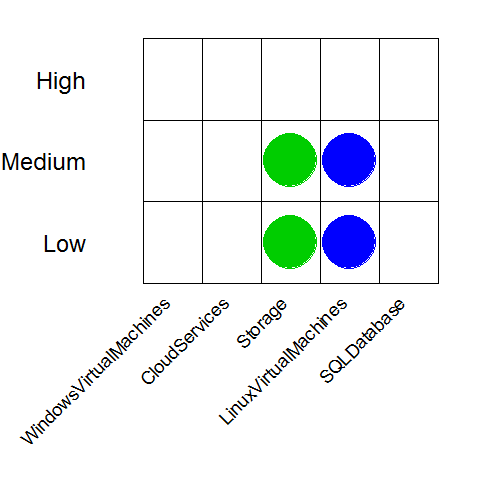 High
Medium
Low
WindowsVirtualMachines
CloudServices
Storage
LinuxVirtualMachines
SQLDatabase